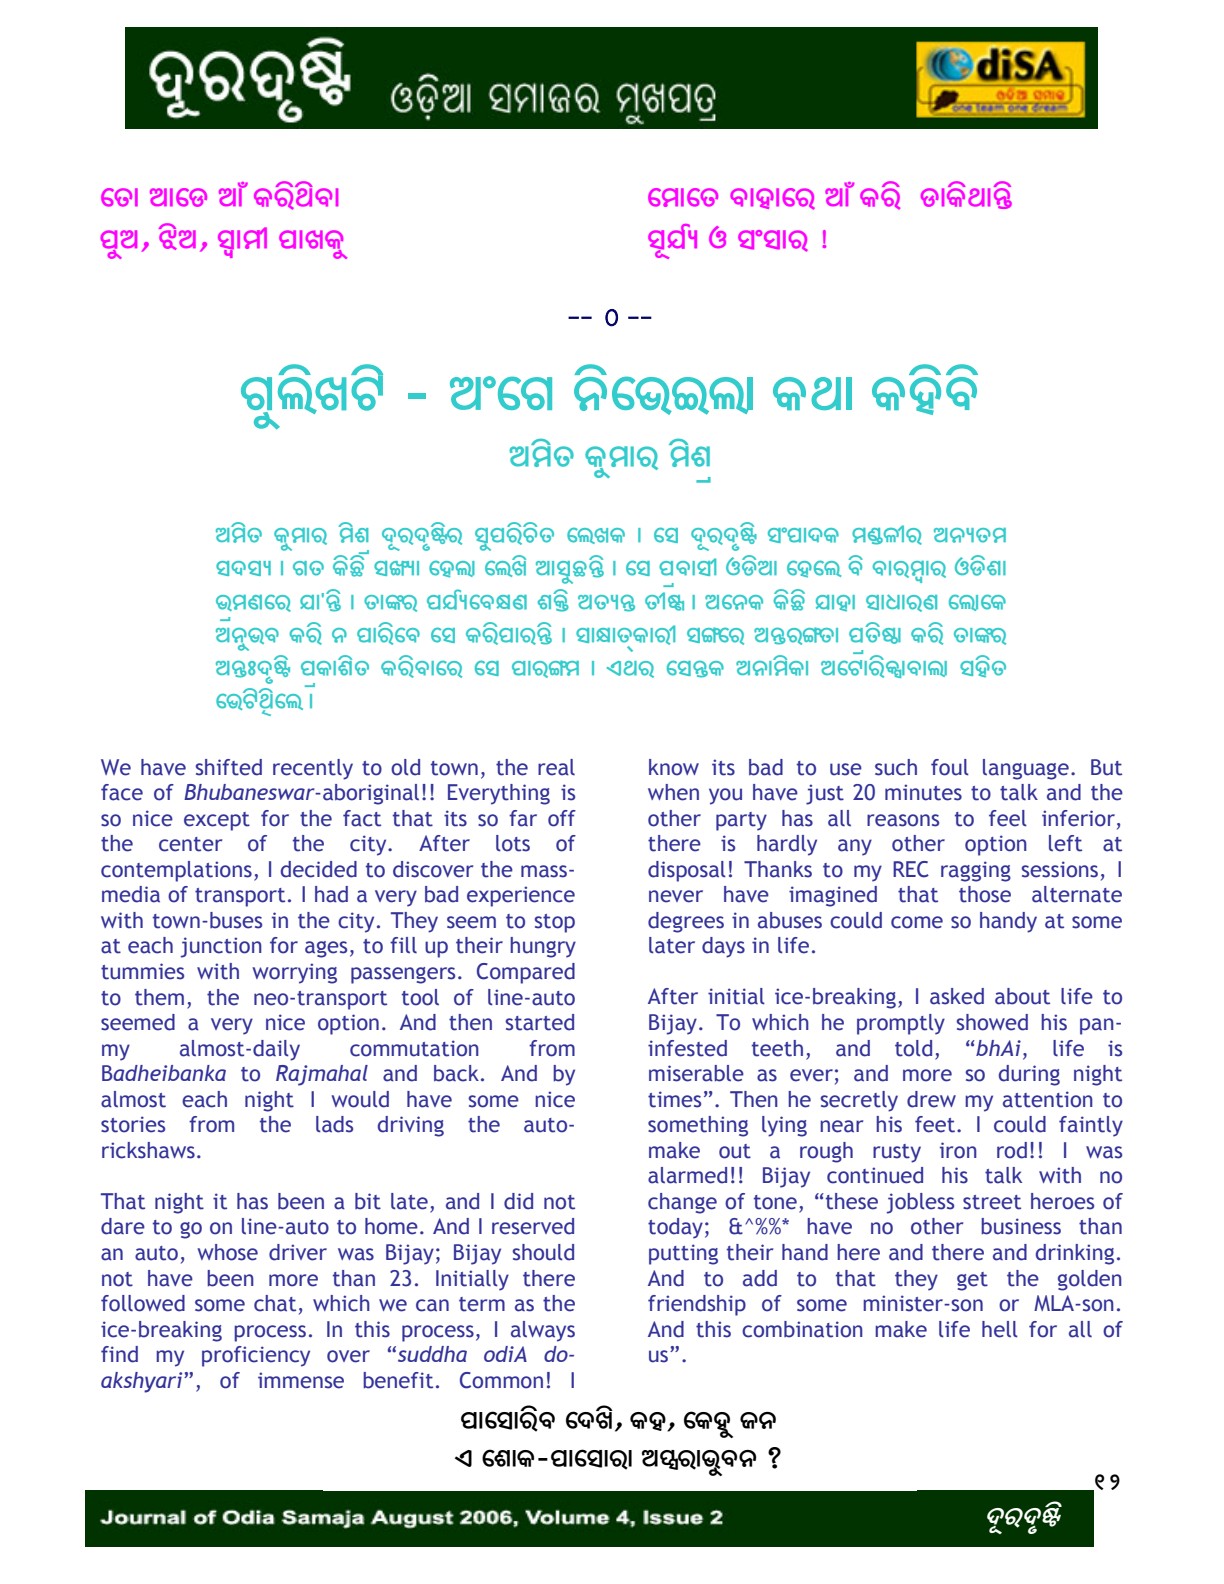 ଦୂରଦୃଷ୍ଟି ଓଡ଼ିଆ ସମାଜର ମୁଖପତ୍ର
odiSA
ଓଡ଼ିଆ ସମାଜ
one team one dream
ତୋ ଆଡେ ଆଁ କରିଥିବା
ପୁଅ, ଝିଅ, ସ୍ୱାମୀ ପାଖକୁ
ମୋତେ ବାହାରେ ଆଁ କରି ଡାକିଥାନ୍ତି
ସୂର୍ଯ୍ୟ ଓ ସଂସାର !
-- ୦ --
ଗୁଲିଖଟି - ଅଂଗେ ନିଭେଇଲା କଥା କହିବି
ଅମିତ କୁମାର ମିଶ୍ର
ଅମିତ କୁମାର ମିଶ୍ର ଦୂରଦୃଷ୍ଟିର ସୁପରିଚିତ ଲେଖକ । ସେ ଦୂରଦୃଷ୍ଟି ସଂପାଦକ ମଣ୍ଡଳୀର ଅନ୍ୟତମ
ସଦସ୍ୟ । ଗତ କିଛି ସଙ୍ଖ୍ୟା ହେଲା ଲେଖି ଆସୁଛନ୍ତି । ସେ ପ୍ରବାସୀ ଓଡିଆ ହେଲେ ବି ବାରମ୍ବାର ଓଡିଶା
ଭ୍ରମଣରେ ଯା'ନ୍ତି । ତାଙ୍କର ପର୍ଯ୍ୟବେକ୍ଷଣ ଶକ୍ତି ଅତ୍ୟନ୍ତ ତୀକ୍ଷ୍ଣ । ଅନେକ କିଛି ଯାହା ସାଧାରଣ ଲୋକେ
ଅନୁଭବ କରି ନ ପାରିବେ ସେ କରିପାରନ୍ତି । ସାକ୍ଷାତ୍କାରୀ ସଙ୍ଗରେ ଅନ୍ତରଙ୍ଗତା ପ୍ରତିଷ୍ଠା କରି ତାଙ୍କର
ଅନ୍ତଃଦୃଷ୍ଟି ପ୍ରକାଶିତ କରିବାରେ ସେ ପାରଙ୍ଗମ । ଏଥର ସେନ୍ତକ ଅନାମିକା ଅଟୋରିକ୍ସାବାଲା ସହିତ
ଭେଟିଥିଲେ ।
We have shifted recently to old town, the real
face of Bhubaneswar-aboriginal!! Everything is
so nice except for the fact that its so far off
the center of the city. After lots of
contemplations, I decided to discover the mass-
media of transport. I had a very bad experience
with town-buses in the city. They seem to stop
at each junction for ages, to fill up their hungry
tummies with worrying passengers. Compared
to them, the neo-transport tool of line-auto
seemed a very nice option. And then started
my almost-daily commutation from
Badheibanka to Rajmahal and back. And by
almost each night I would have some nice
stories from the lads driving the auto-
rickshaws.
That night it has been a bit late, and I did not
dare to go on line-auto to home. And I reserved
an auto, whose driver was Bijay; Bijay should
not have been more than 23. Initially there
followed some chat, which we can term as the
ice-breaking process. In this process, I always
find my proficiency over “suddha odiA do-
akshyari”, of immense benefit. Common! I
know its bad to use such foul language. But
when you have just 20 minutes to talk and the
other party has all reasons to feel inferior,
there is hardly any other option left at
disposal! Thanks to my REC ragging sessions, I
never have imagined that those alternate
degrees in abuses could come so handy at some
later days in life.
After initial ice-breaking, I asked about life to
Bijay. To which he promptly showed his pan-
infested teeth, and told, “bhAi, life is
miserable as ever; and more so during night
times”. Then he secretly drew my attention to
something lying near his feet. I could faintly
make out a rough rusty iron rod!! I was
alarmed!! Bijay continued his talk with no
change of tone, “these jobless street heroes of
today; &^%%* have no other business than
putting their hand here and there and drinking.
And to add to that they get the golden
friendship of some minister-son or MLA-son.
And this combination make life hell for all of
us”.
ପାସୋରିବ ଦେଖି, କହ, କେହୁ ଜନ
ଏ ଶୋକ-ପାସୋରା ଅପ୍ସରାଭୁବନ ?
୧୨
Journal of Odia Samaja August 2006, Volume 4, Issue 2
ଦୂରଦୃଷ୍ଟି